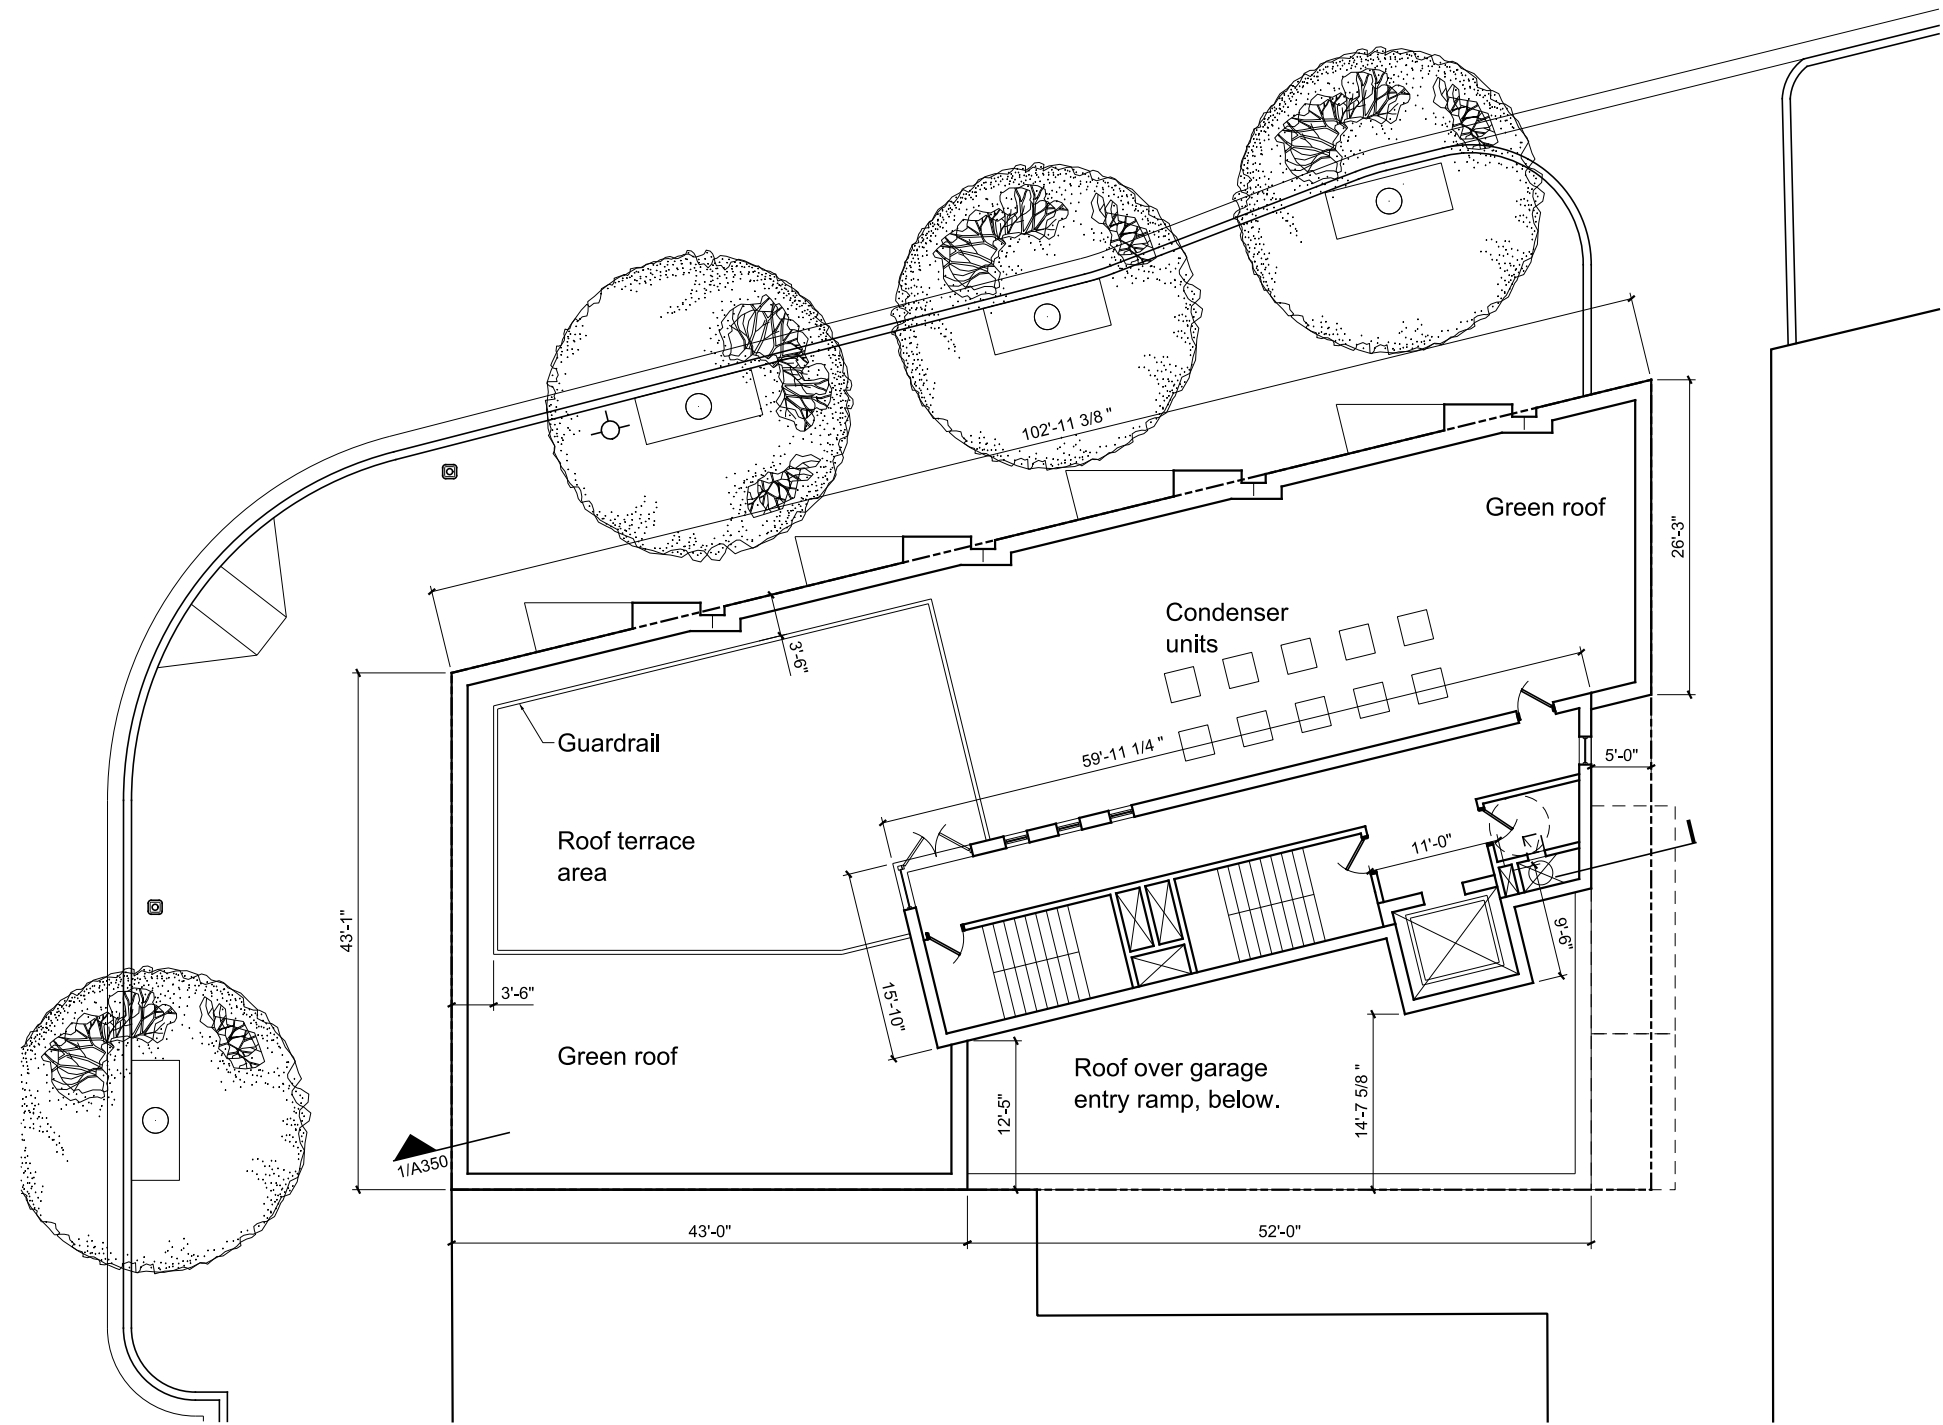 102'-11 3/8 "
Green roof
26'-3"
Condenser
units
3'-6"
Guardrail
59'-11 1/4 "
5'-0"
Roof terrace
area
11'-0"
43'-1"
9'-6"
3'-6"
15'-10"
Green roof
Roof over garage
entry ramp, below.
12'-5"
14'-7 5/8 "
1/A350
43'-0"
52'-0"